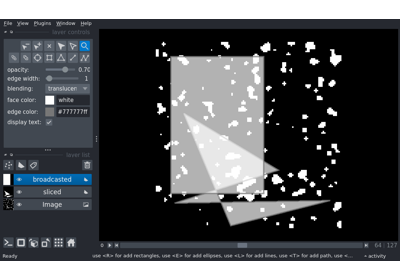 File View Plugins Window Help
layer controls
opacity: 0.70
edge width: 1
blending: translucen
face color: white
edge color: #777777ff
display text:
layer list
broadcasted
sliced
Image
0 64 127
Ready use <R> for add rectangles, use <E> for add ellipses, use <L> for add lines, use <T> for add path, use <... activity